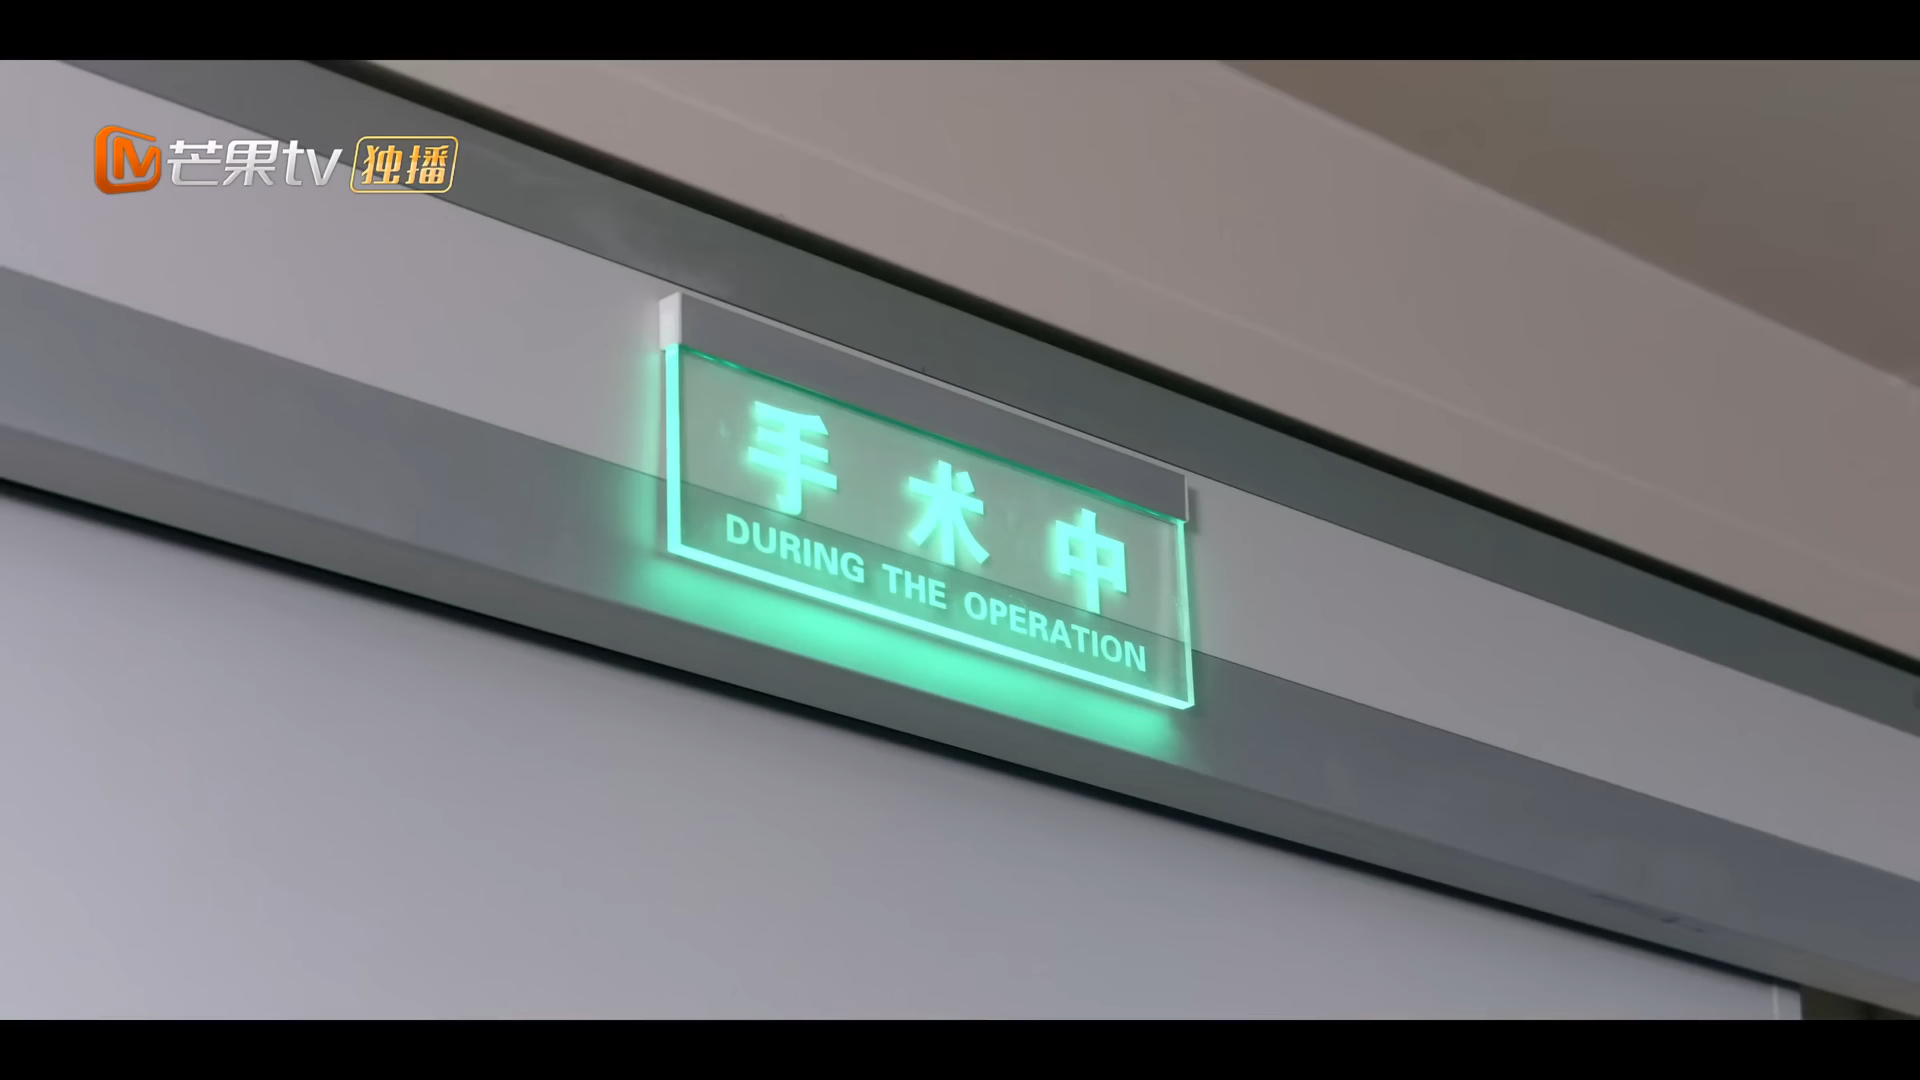 芒果tv 独播
手术中
DURING THE OPERATION